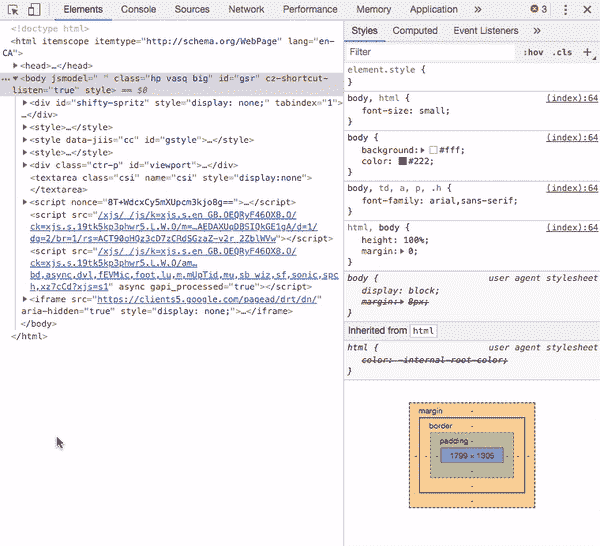 Elements Network Performance Memory Application » 3
<!doctype html>
<html itemscope itemtype="http://schema.org/WebPage" lang="en-
CA">
▶<head>…</head>
…▼<body jsmodel=" " class="hp vasq big" id="gsr" cz-shortcut-
listen="true" style> == $0
▶<div id="shifty-spritz" style="display: none;" tabindex="1">
…</div>
▶<style>…</style>
▶<style data-jiis="cc" id="gstyle">…</style>
▶<style>…</style>
▶<div class="ctr-p" id="viewport">…</div>
<textarea class="csi" name="csi" style="display:none">
</textarea>
▶<script nonce="8T+WdcxCy5mXUpcm3kjo8g==">…</script>
<script src="/xjs/_/js/k=xjs.s.en_GB.OEQRyF46OX8.O/
ck=xjs.s.19tk5kp3phwr5.L.W.O/m=…AEDAXUqDBSIQkGE1gA/d=1/
dg=2/br=1/rs=ACT90oHQz3cD7zCRdSGzaZ-v2r_2ZblWVw"></script>
<script src="/xjs/_/js/k=xjs.s.en_GB.OEQRyF46OX8.O/
ck=xjs.s.19tk5kp3phwr5.L.W.O/am…
bd,async,dvl,fEVMic,foot,lu,m,mUpTid,mu,sb_wiz,sf,sonic,spc
h,xz7cCd?xjs=s1" async gapi_processed="true"></script>
▶<iframe src="https://clients5.google.com/pagead/drt/dn/"
aria-hidden="true" style="display: none;">…</iframe>
</body>
</html>
Styles Computed Event Listeners »
Filter :hov .cls +
element.style {
}
body, html { (index):64
font-size: small;
}
body { (index):64
background:▶ #fff;
color: #222;
}
body, td, a, p, .h { (index):64
font-family: arial,sans-serif;
}
html, body { (index):64
height: 100%;
margin:▶ 0;
}
body { user agent stylesheet
display: block;
margin:▶ 8px;
}
Inherited from html
html { user agent stylesheet
color: -internal-root-color;
}
margin -
border -
padding -
- - - 1799 × 1305 - - -
-
-
-